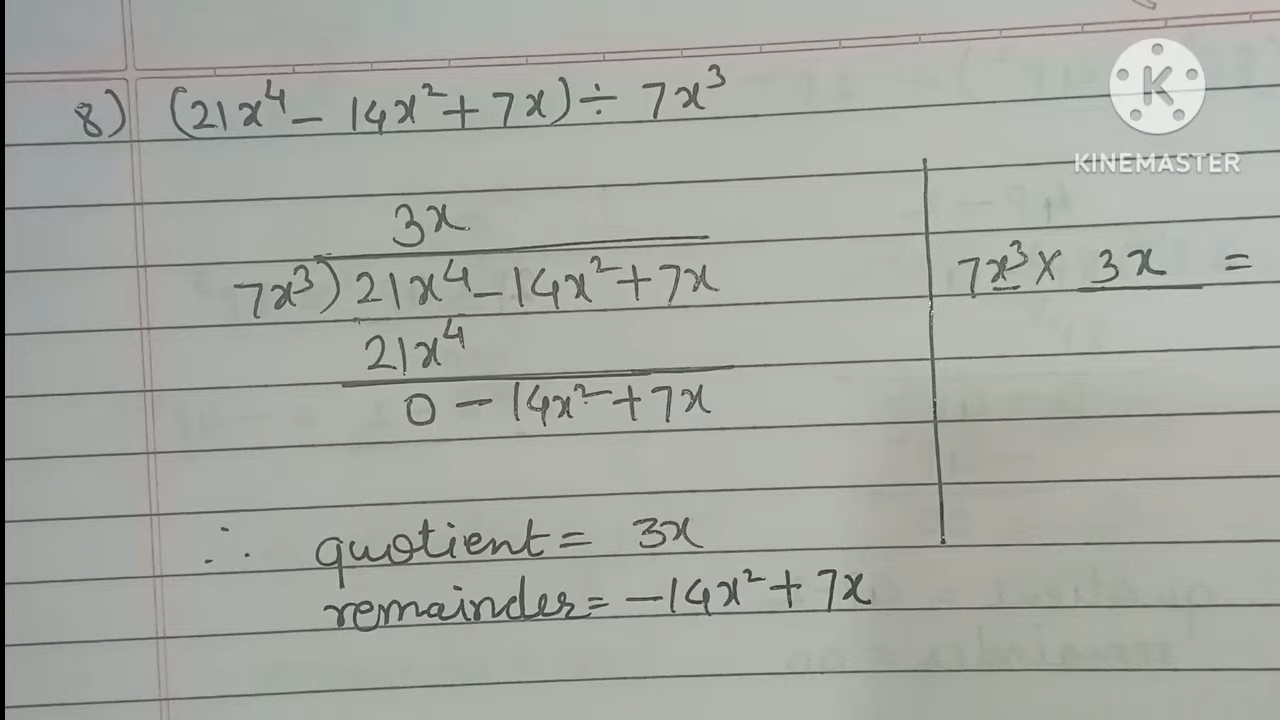 8) (21x⁴ - 14x² + 7x) ÷ 7x³
K
KINEMASTER
3x
7x³) 21x⁴ - 14x² + 7x
7x³ × 3x =
21x⁴
0 - 14x² + 7x
∴ quotient = 3x
remainder = -14x² + 7x